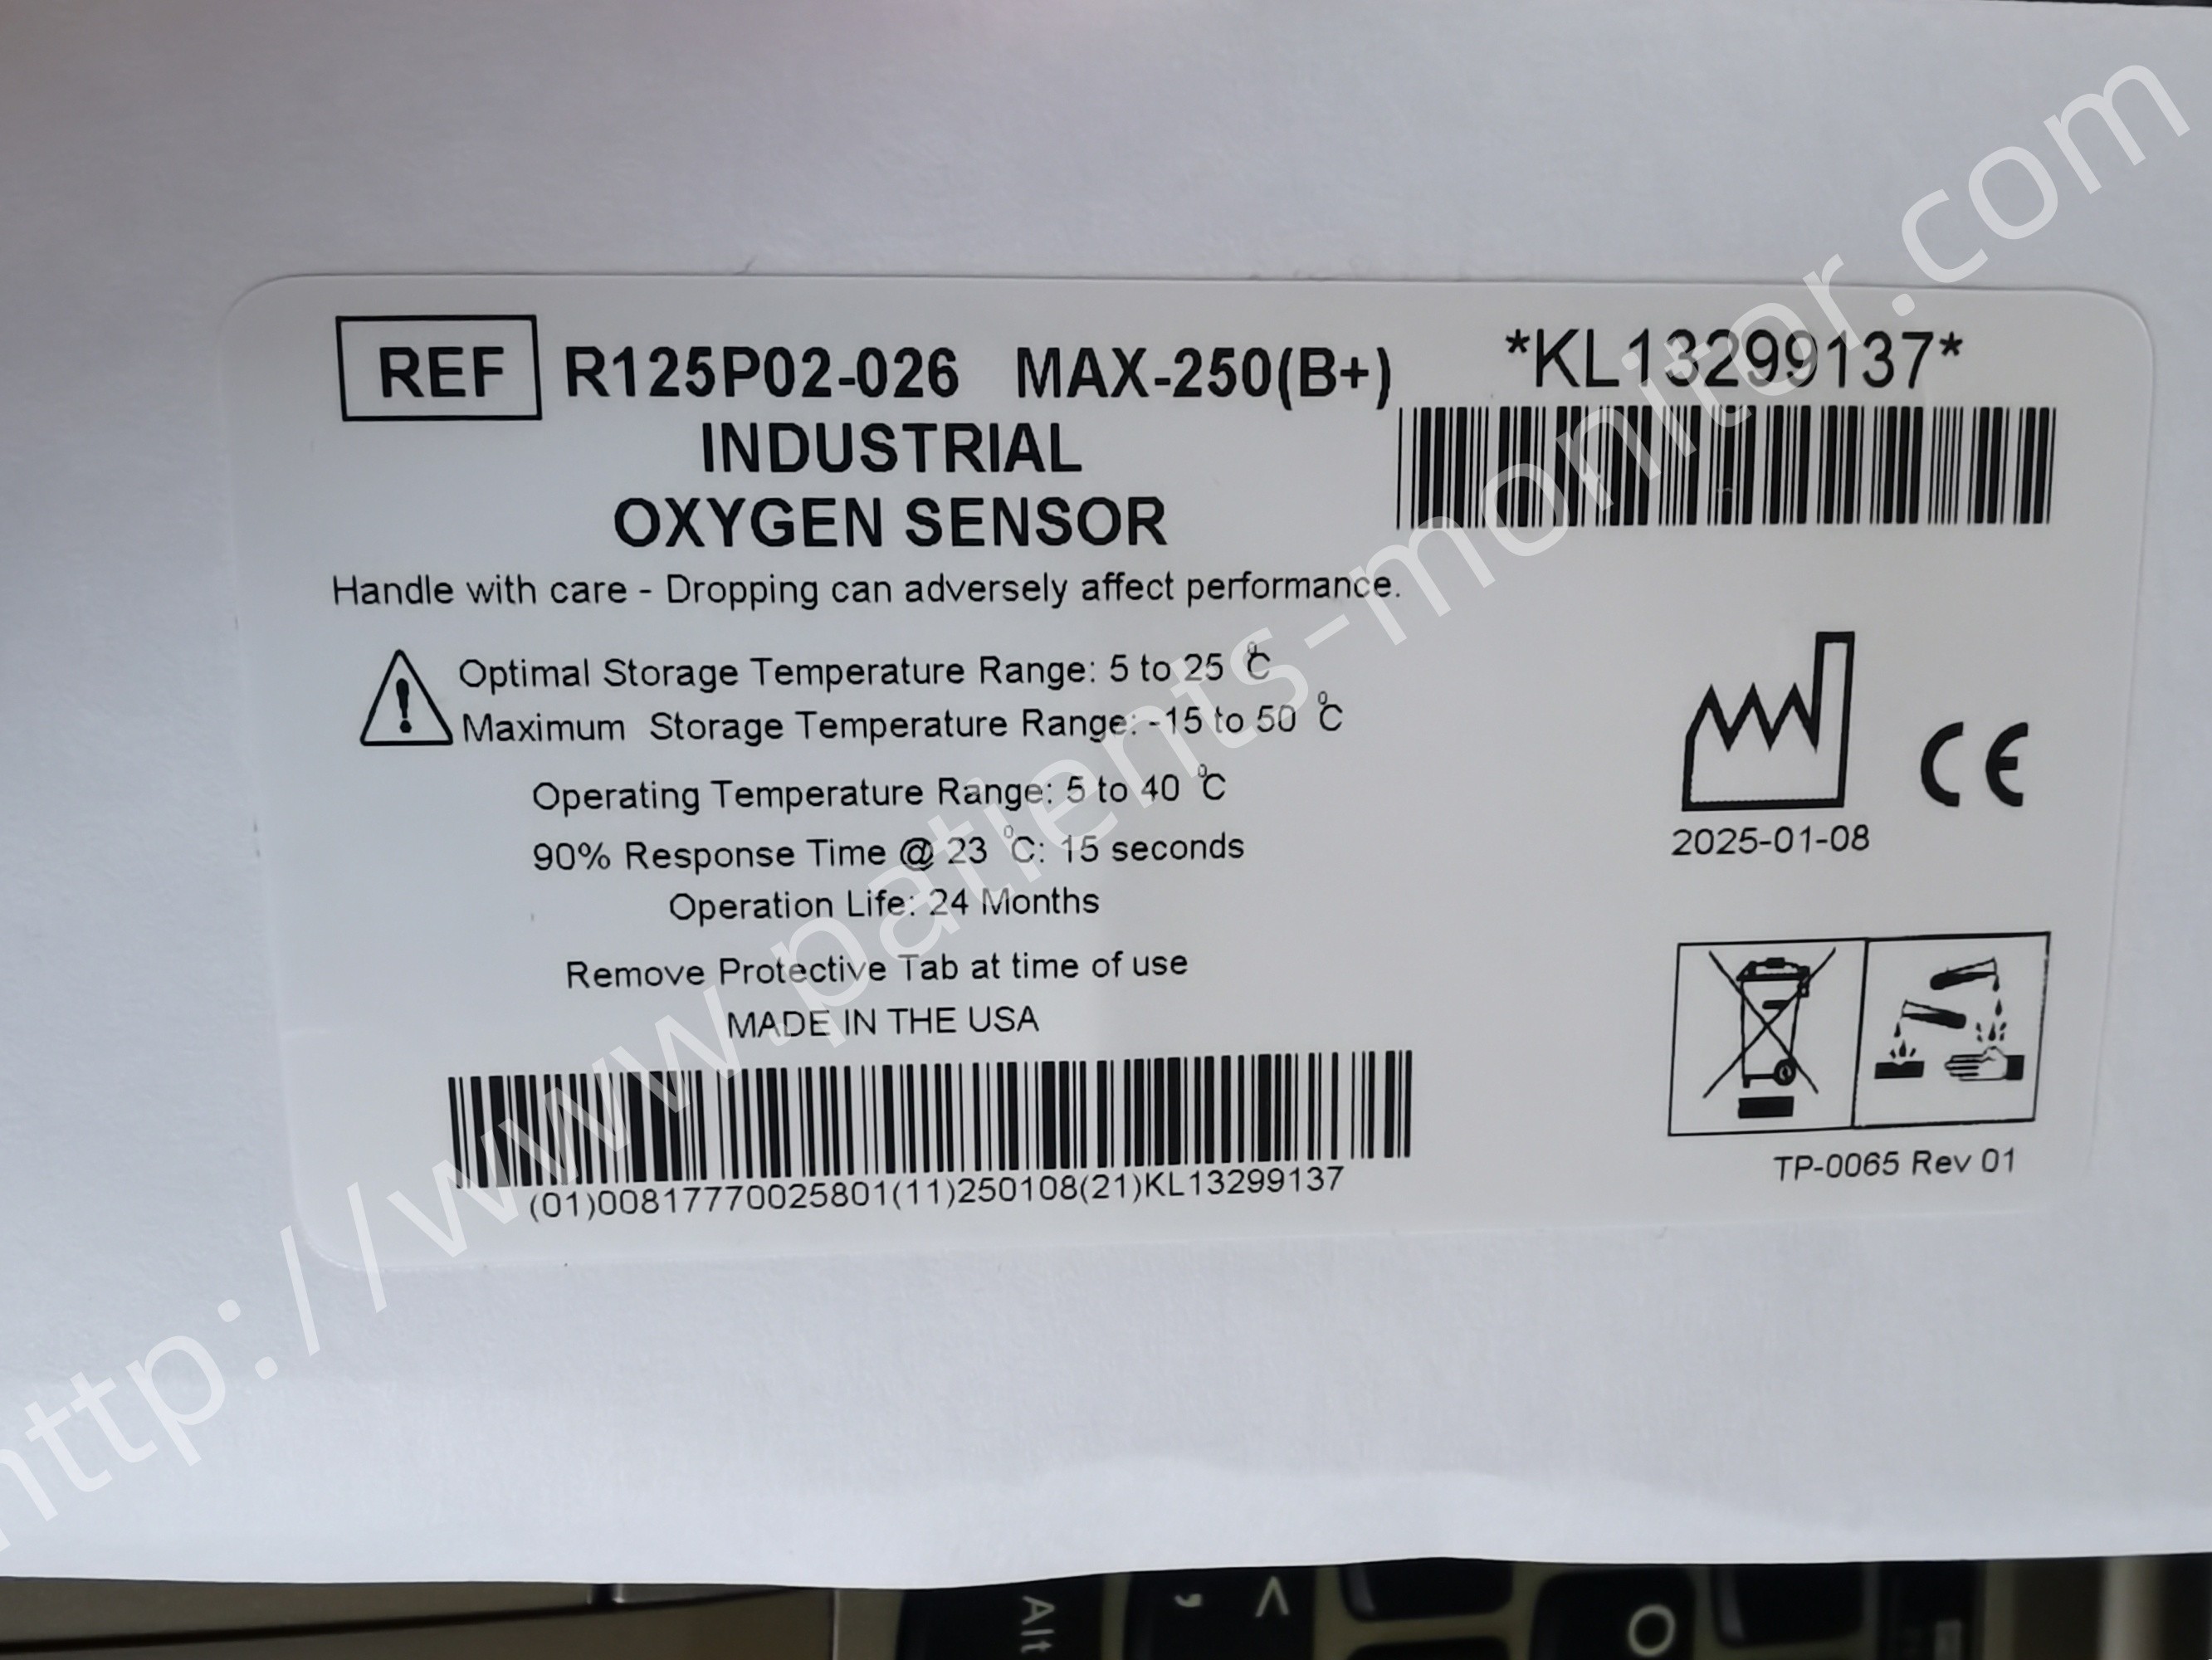 REF R125P02-026 MAX-250(B+)
INDUSTRIAL
OXYGEN SENSOR
*KL13299137*
Handle with care - Dropping can adversely affect performance.
Optimal Storage Temperature Range: 5 to 25 °C
Maximum Storage Temperature Range: -15 to 50 °C
Operating Temperature Range: 5 to 40 °C
90% Response Time @ 23 °C: 15 seconds
Operation Life: 24 Months
Remove Protective Tab at time of use
MADE IN THE USA
(01)00817770025801(11)250108(21)KL13299137
CE
2025-01-08
TP-0065 Rev 01
http://www.patients-monitor.com
Alt
,
<
O